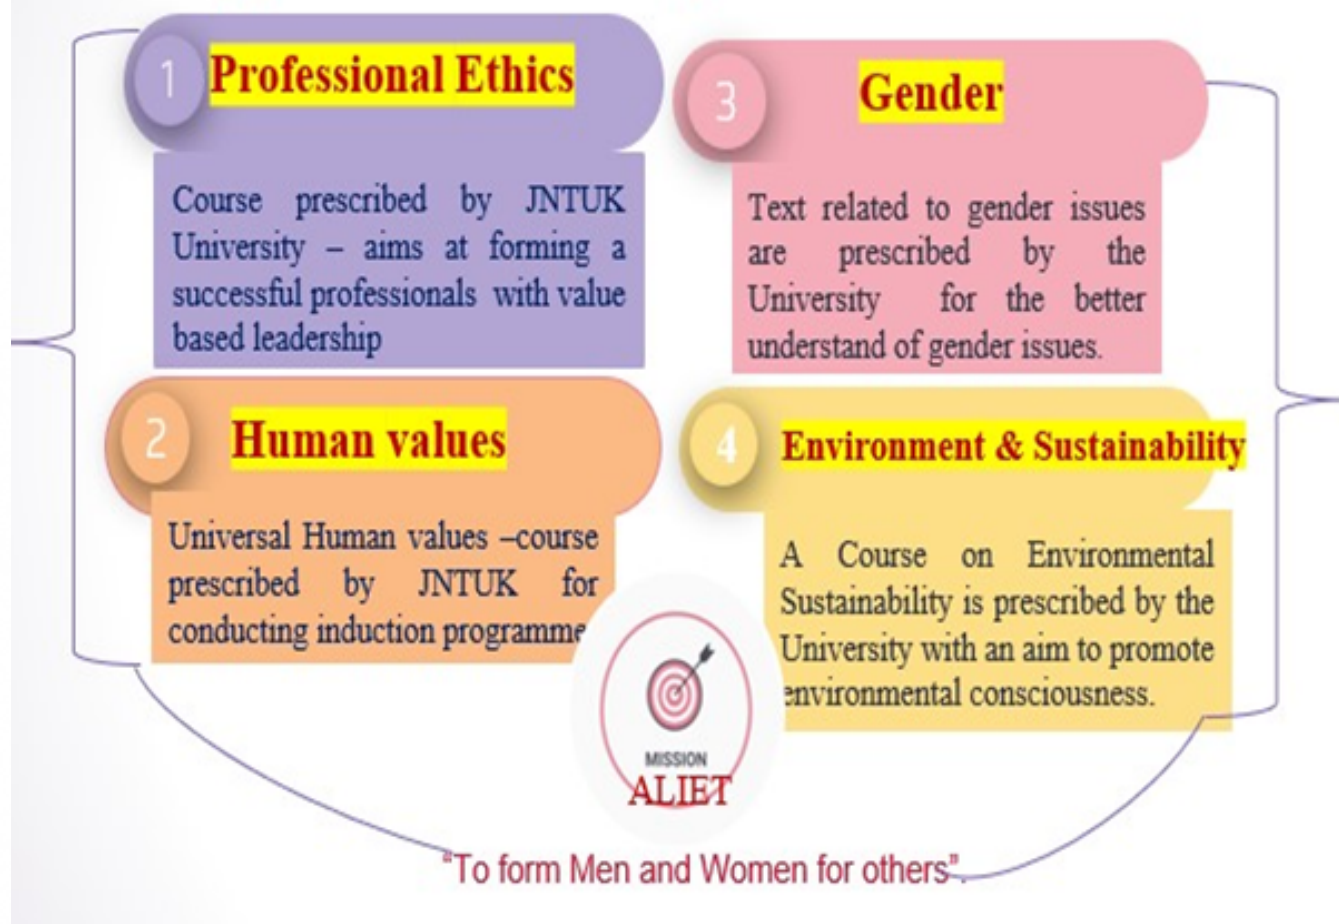 1
Professional Ethics
Course prescribed by JNTUK
University – aims at forming a
successful professionals with value
based leadership
2
Human values
Universal Human values –course
prescribed by JNTUK for
conducting induction programme
3
Gender
Text related to gender issues
are prescribed by the
University for the better
understand of gender issues.
4
Environment & Sustainability
A Course on Environmental
Sustainability is prescribed by the
University with an aim to promote
environmental consciousness.
MISSION
ALIET
“To form Men and Women for others”.